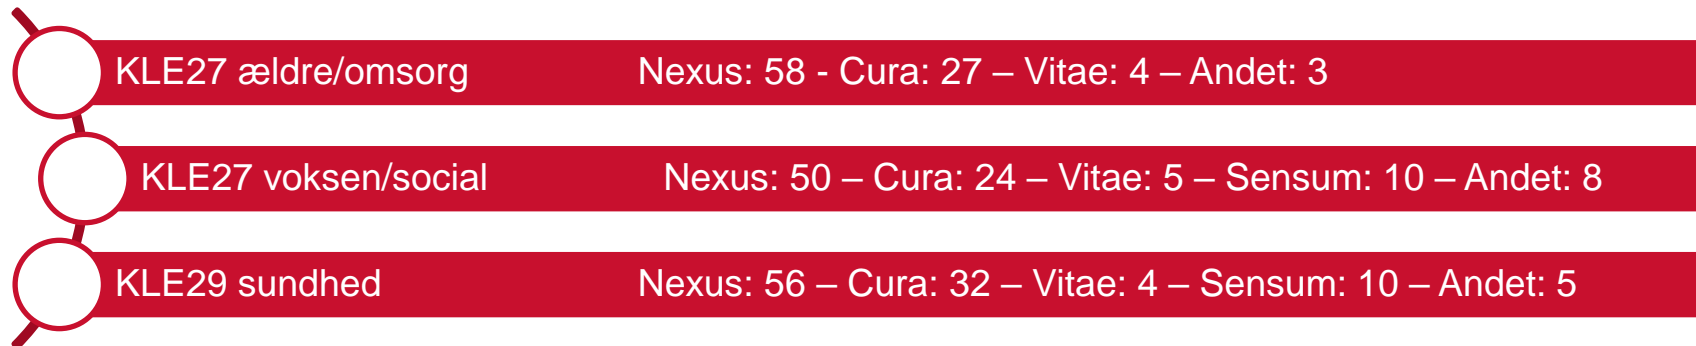 KLE27 ældre/omsorg Nexus: 58 - Cura: 27 – Vitae: 4 – Andet: 3
KLE27 voksen/social Nexus: 50 – Cura: 24 – Vitae: 5 – Sensum: 10 – Andet: 8
KLE29 sundhed Nexus: 56 – Cura: 32 – Vitae: 4 – Sensum: 10 – Andet: 5